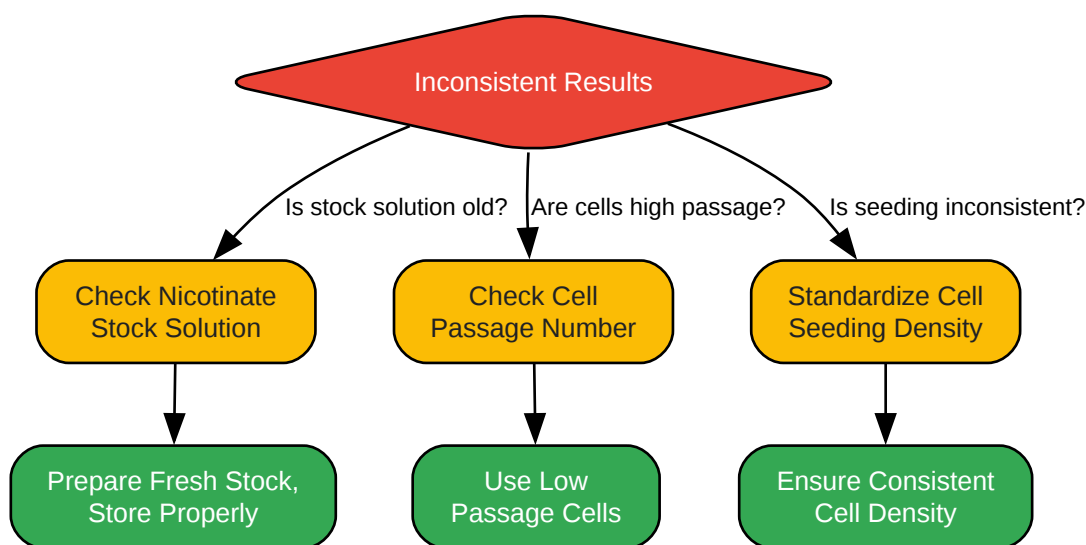 Inconsistent Results
Is stock solution old?
Are cells high passage?
Is seeding inconsistent?
Check Nicotinate
Stock Solution
Check Cell
Passage Number
Standardize Cell
Seeding Density
Prepare Fresh Stock,
Store Properly
Use Low
Passage Cells
Ensure Consistent
Cell Density